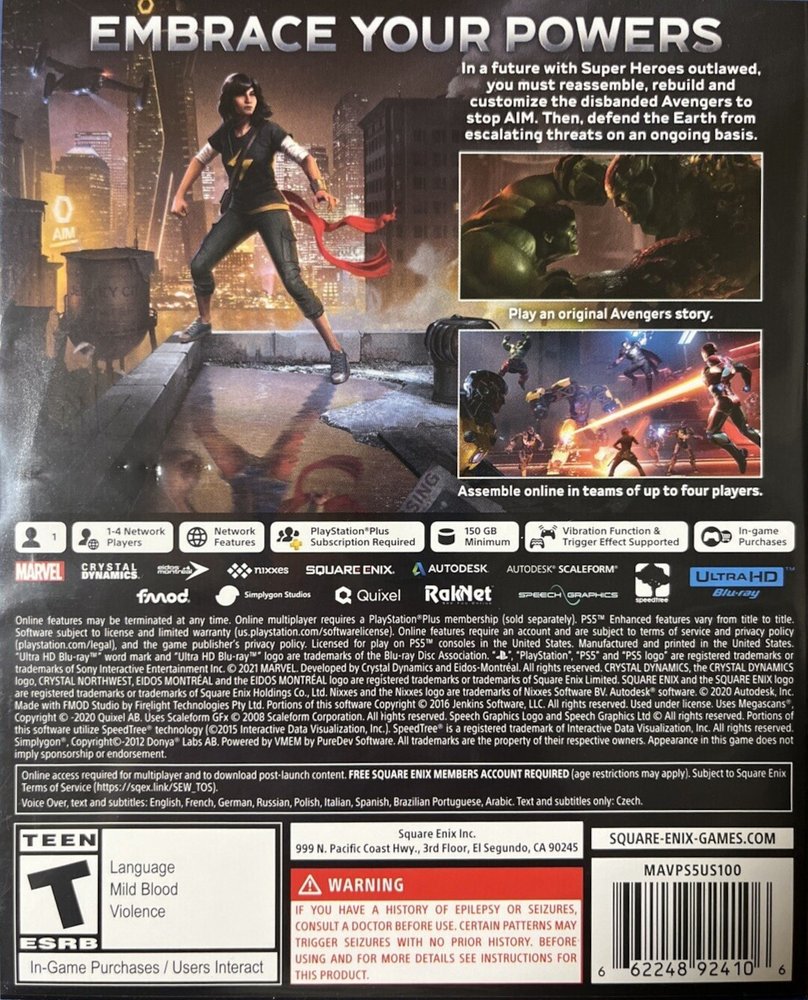 EMBRACE YOUR POWERS
In a future with Super Heroes outlawed,
you must reassemble, rebuild and
customize the disbanded Avengers to
stop AIM. Then, defend the Earth from
escalating threats on an ongoing basis.
AIM
Play an original Avengers story.
SING
Assemble online in teams of up to four players.
1
1-4 Network
Players
Network
Features
PlayStation®Plus
Subscription Required
150 GB
Minimum
Vibration Function &
Trigger Effect Supported
In-game
Purchases
MARVEL
CRYSTAL
DYNAMICS.
eidos
montréal
nixxes
SQUARE ENIX.
AUTODESK
AUTODESK® SCALEFORM®
speedtree
ULTRA HD™
Blu-ray™
fmod
Simplygon Studios
Quixel
RakNet
SPEECH GRAPHICS
Online features may be terminated at any time. Online multiplayer requires a PlayStation®Plus membership (sold separately). PS5™ Enhanced features vary from title to title.
Software subject to license and limited warranty (us.playstation.com/softwarelicense). Online features require an account and are subject to terms of service and privacy policy
(playstation.com/legal), and the game publisher's privacy policy. Licensed for play on PS5™ consoles in the United States. Manufactured and printed in the United States.
"Ultra HD Blu-ray™" word mark and "Ultra HD Blu-ray™" logo are trademarks of the Blu-ray Disc Association. "PS", "PlayStation", "PS5" and "PS5 logo" are registered trademarks or
trademarks of Sony Interactive Entertainment Inc. © 2021 MARVEL. Developed by Crystal Dynamics and Eidos-Montréal. All rights reserved. CRYSTAL DYNAMICS, the CRYSTAL DYNAMICS
logo, CRYSTAL NORTHWEST, EIDOS MONTRÉAL and the EIDOS MONTRÉAL logo are registered trademarks or trademarks of Square Enix Limited. SQUARE ENIX and the SQUARE ENIX logo
are registered trademarks or trademarks of Square Enix Holdings Co., Ltd. Nixxes and the Nixxes logo are trademarks of Nixxes Software BV. Autodesk® software. © 2020 Autodesk, Inc.
Made with FMOD Studio by Firelight Technologies Pty Ltd. Portions of this software Copyright © 2016 Jenkins Software, LLC. All rights reserved. Used under license. Uses Megascans®,
Copyright © -2020 Quixel AB. Uses Scaleform GFx © 2008 Scaleform Corporation. All rights reserved. Speech Graphics Logo and Speech Graphics Ltd © All rights reserved. Portions of
this software utilize SpeedTree® technology (©2015 Interactive Data Visualization, Inc.). SpeedTree® is a registered trademark of Interactive Data Visualization, Inc. All rights reserved.
Simplygon®, Copyright©-2012 Donya® Labs AB. Powered by VMEM by PureDev Software. All trademarks are the property of their respective owners. Appearance in this game does not
imply sponsorship or endorsement.
Online access required for multiplayer and to download post-launch content. FREE SQUARE ENIX MEMBERS ACCOUNT REQUIRED (age restrictions may apply). Subject to Square Enix
Terms of Service (https://sqex.link/SEW_TOS).
Voice Over, text and subtitles: English, French, German, Russian, Polish, Italian, Spanish, Brazilian Portuguese, Arabic. Text and subtitles only: Czech.
TEEN
T
ESRB
Language
Mild Blood
Violence
In-Game Purchases / Users Interact
Square Enix Inc.
999 N. Pacific Coast Hwy., 3rd Floor, El Segundo, CA 90245
WARNING
IF YOU HAVE A HISTORY OF EPILEPSY OR SEIZURES,
CONSULT A DOCTOR BEFORE USE. CERTAIN PATTERNS MAY
TRIGGER SEIZURES WITH NO PRIOR HISTORY. BEFORE
USING AND FOR MORE DETAILS SEE INSTRUCTIONS FOR
THIS PRODUCT.
SQUARE-ENIX-GAMES.COM
MAVPS5US100
6 62248 92410 6